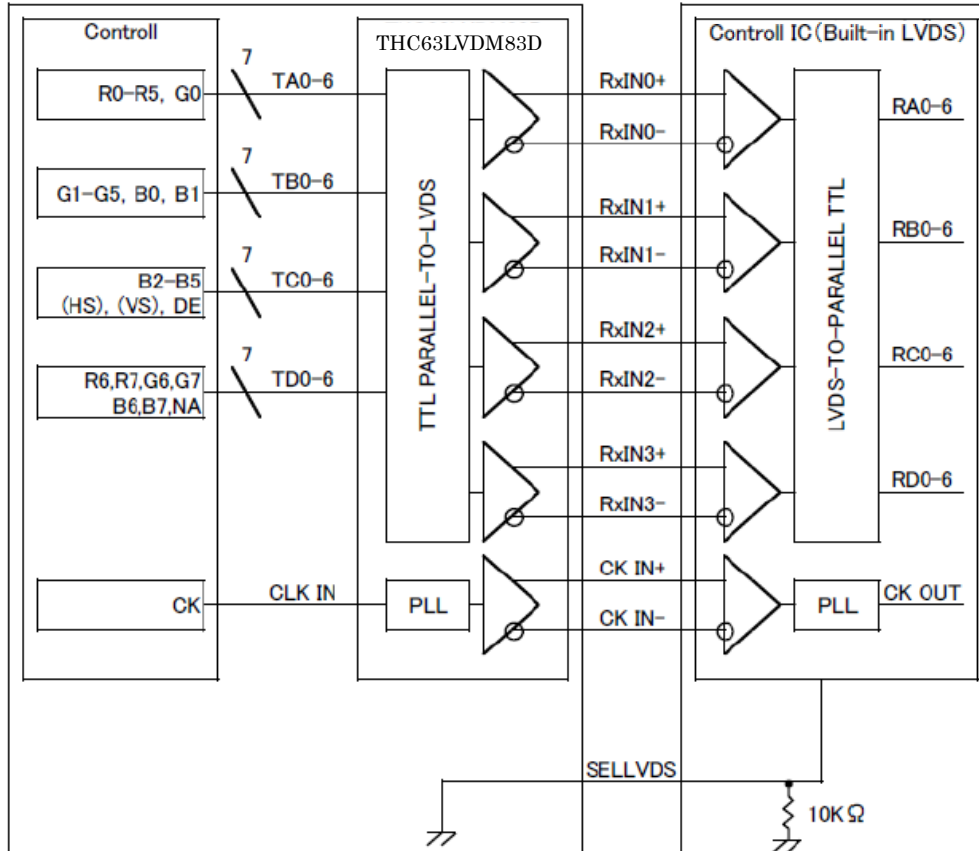 Controll
THC63LVDM83D
Controll IC(Built-in LVDS)
R0-R5, G0
7
TA0-6
RxIN0+
RxIN0-
RA0-6
G1-G5, B0, B1
7
TB0-6
RxIN1+
RxIN1-
RB0-6
B2-B5
(HS), (VS), DE
7
TC0-6
RxIN2+
RxIN2-
RC0-6
R6,R7,G6,G7
B6,B7,NA
7
TD0-6
RxIN3+
RxIN3-
RD0-6
TTL PARALLEL-TO-LVDS
LVDS-TO-PARALLEL TTL
CK
CLK IN
PLL
CK IN+
CK IN-
PLL
CK OUT
SELLVDS
10KΩ